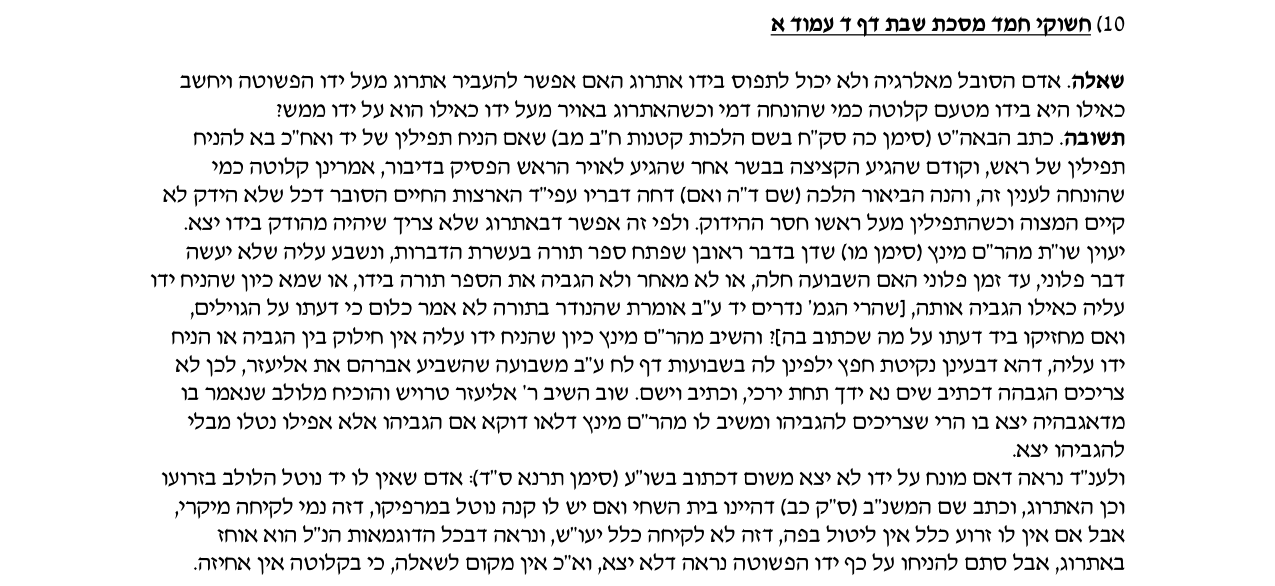 10) חשוקי חמד מסכת שבת דף ד עמוד א
שאלה. אדם הסובל מאלרגיה ולא יכול לתפוס בידו אתרוג האם אפשר להעביר אתרוג מעל ידו הפשוטה ויחשב
כאילו היא בידו מטעם קלוטה כמי שהונחה דמי וכשהאתרוג באויר מעל ידו כאילו הוא על ידו ממש?
תשובה. כתב הבאה"ט (סימן כה סק"ח בשם הלכות קטנות ח"ב מב) שאם הניח תפילין של יד ואח"כ בא להניח
תפילין של ראש, וקודם שהגיע הקציצה בבשר אחר שהגיע לאויר הראש הפסיק בדיבור, אמרינן קלוטה כמי
שהונחה לענין זה, והנה הביאור הלכה (שם ד"ה ואם) דחה דבריו עפי"ד הארצות החיים הסובר דכל שלא הידק לא
קיים המצוה וכשהתפילין מעל ראשו חסר ההידוק. ולפי זה אפשר דבאתרוג שלא צריך שיהיה מהודק בידו יצא.
יעוין שו"ת מהר"ם מינץ (סימן מו) שדן בדבר ראובן שפתח ספר תורה בעשרת הדברות, ונשבע עליה שלא יעשה
דבר פלוני, עד זמן פלוני האם השבועה חלה, או לא מאחר ולא הגביה את הספר תורה בידו, או שמא כיון שהניח ידו
עליה כאילו הגביה אותה, [שהרי הגמ' נדרים יד ע"ב אומרת שהנודר בתורה לא אמר כלום כי דעתו על הגוילים,
ואם מחזיקו ביד דעתו על מה שכתוב בה]? והשיב מהר"ם מינץ כיון שהניח ידו עליה אין חילוק בין הגביה או הניח
ידו עליה, דהא דבעינן נקיטת חפץ ילפינן לה בשבועות דף לח ע"ב משבועה שהשביע אברהם את אליעזר, לכן לא
צריכים הגבהה דכתיב שים נא ידך תחת ירכי, וכתיב וישם. שוב השיב ר' אליעזר טרויש והוכיח מלולב שנאמר בו
מדאגבהיה יצא בו הרי שצריכים להגביהו ומשיב לו מהר"ם מינץ דלאו דוקא אם הגביהו אלא אפילו נטלו מבלי
להגביהו יצא.
ולענ"ד נראה דאם מונח על ידו לא יצא משום דכתוב בשו"ע (סימן תרנא ס"ד): אדם שאין לו יד נוטל הלולב בזרועו
וכן האתרוג, וכתב שם המשנ"ב (ס"ק כב) דהיינו בית השחי ואם יש לו קנה נוטל במרפיקו, דזה נמי לקיחה מיקרי,
אבל אם אין לו זרוע כלל אין ליטול בפה, דזה לא לקיחה כלל יעו"ש, ונראה דבכל הדוגמאות הנ"ל הוא אוחז
באתרוג, אבל סתם להניחו על כף ידו הפשוטה נראה דלא יצא, וא"כ אין מקום לשאלה, כי בקלוטה אין אחיזה.